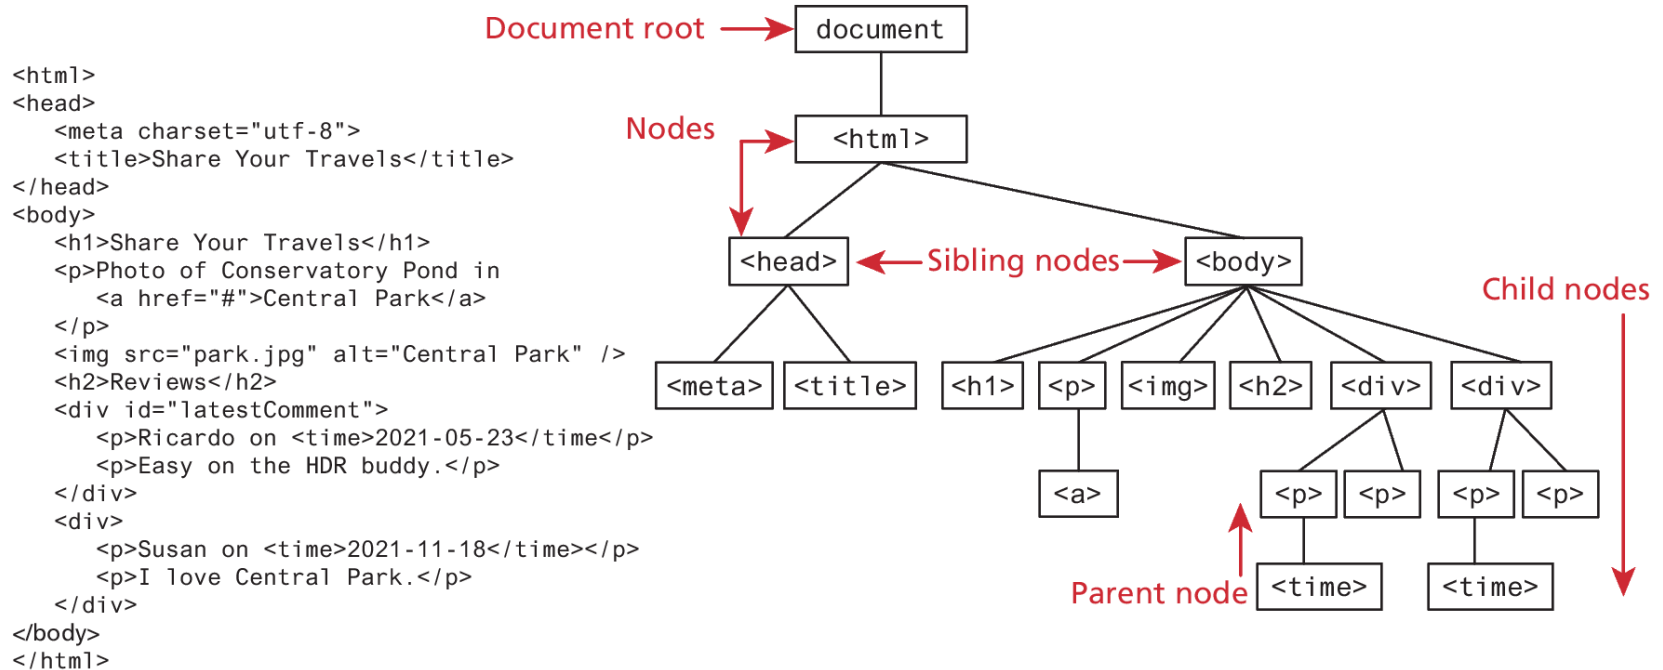 <html>
<head>
<meta charset="utf-8">
<title>Share Your Travels</title>
</head>
<body>
<h1>Share Your Travels</h1>
<p>Photo of Conservatory Pond in
<a href="#">Central Park</a>
</p>
<img src="park.jpg" alt="Central Park" />
<h2>Reviews</h2>
<div id="latestComment">
<p>Ricardo on <time>2021-05-23</time</p>
<p>Easy on the HDR buddy.</p>
</div>
<div>
<p>Susan on <time>2021-11-18</time></p>
<p>I love Central Park.</p>
</div>
</body>
</html>
Document root
document
Nodes
<html>
<head>
Sibling nodes
<body>
Child nodes
<meta>
<title>
<h1>
<p>
<img>
<h2>
<div>
<div>
<a>
<p>
<p>
<p>
<p>
Parent node
<time>
<time>